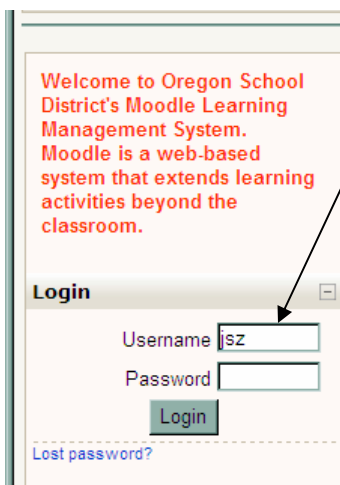 Welcome to Oregon School
District's Moodle Learning
Management System.
Moodle is a web-based
system that extends learning
activities beyond the
classroom.
Login
Username jsz
Password
Login
Lost password?